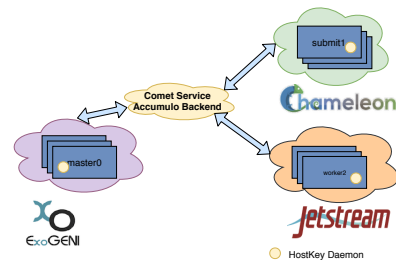 submit1
Comet Service
Accumulo Backend
Chameleon
master0
worker2
ExoGENI
Jetstream
HostKey Daemon